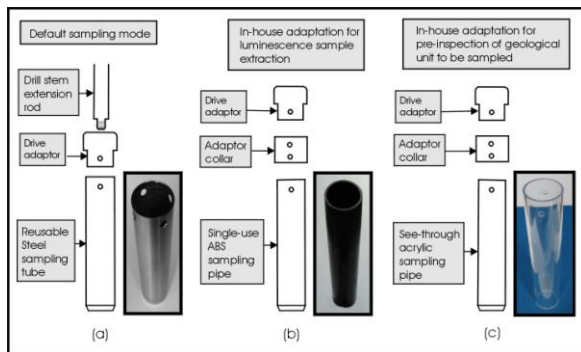 Default sampling mode
Drill stem
extension
rod
Drive
adaptor
Reusable
Steel
sampling
tube
(a)
In-house adaptation for
luminescence sample
extraction
Drive
adaptor
Adaptor
collar
Single-use
ABS
sampling
pipe
(b)
In-house adaptation for
pre-inspection of geological
unit to be sampled
Drive
adaptor
Adaptor
collar
See-through
acrylic
sampling
pipe
(c)